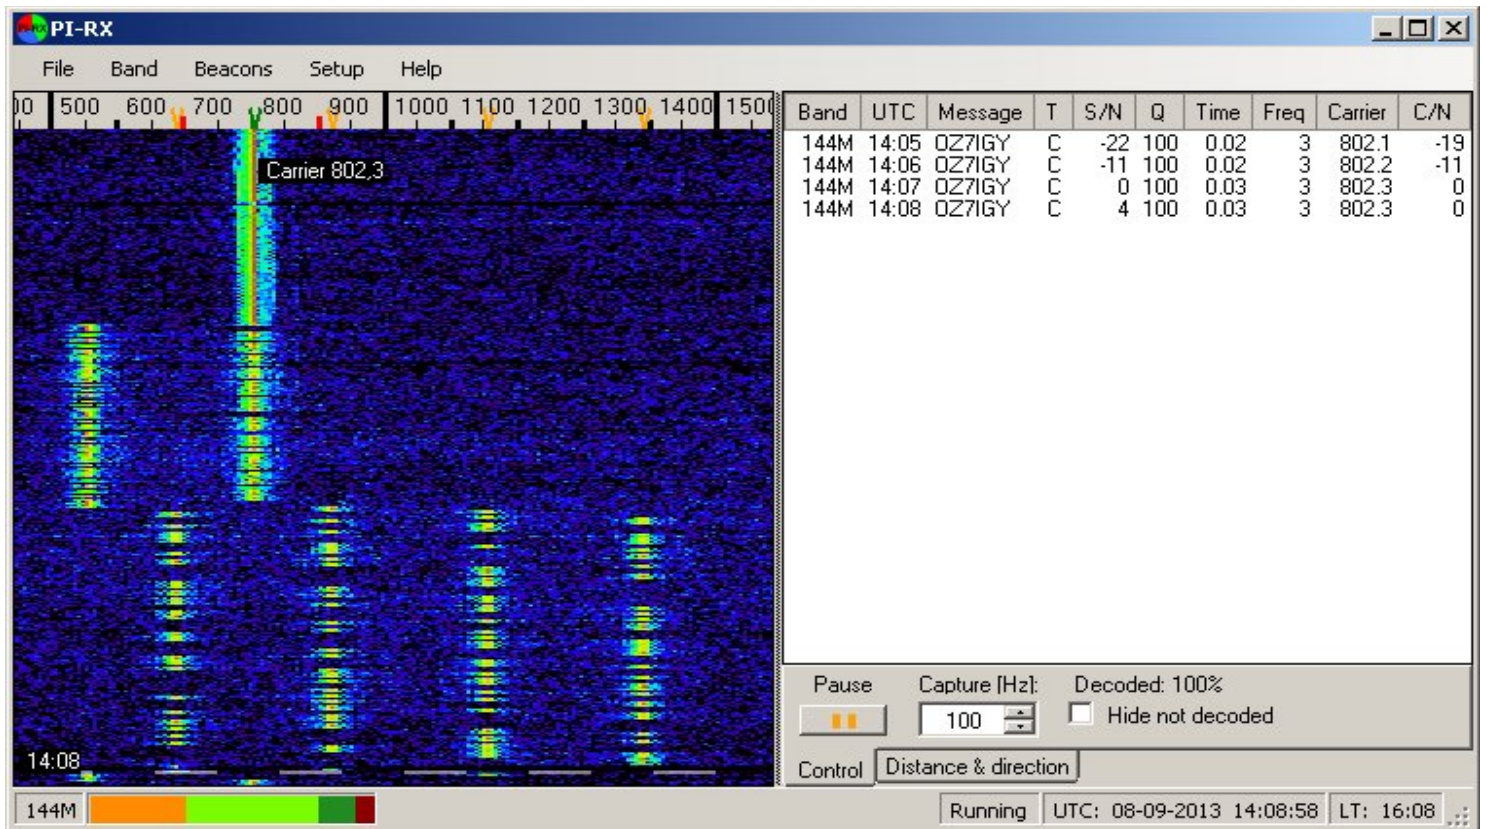 PI-RX
File Band Beacons Setup Help
00 500 600 700 800 900 1000 1100 1200 1300 1400 1500
Band UTC Message T S/N Q Time Freq Carrier C/N
144M 14:05 OZ7IGY C -22 100 0.02 3 802.1 -19
144M 14:06 OZ7IGY C -11 100 0.02 3 802.2 -11
144M 14:07 OZ7IGY C 0 100 0.03 3 802.3 0
144M 14:08 OZ7IGY C 4 100 0.03 3 802.3 0
Carrier 802,3
Pause Capture [Hz]: Decoded: 100%
100 Hide not decoded
14:08
Control Distance & direction
144M Running UTC: 08-09-2013 14:08:58 LT: 16:08